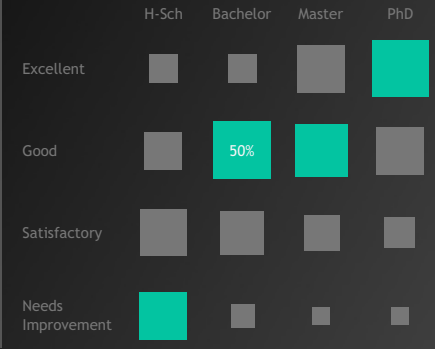 H-Sch Bachelor Master PhD
Excellent
Good 50%
Satisfactory
Needs
Improvement